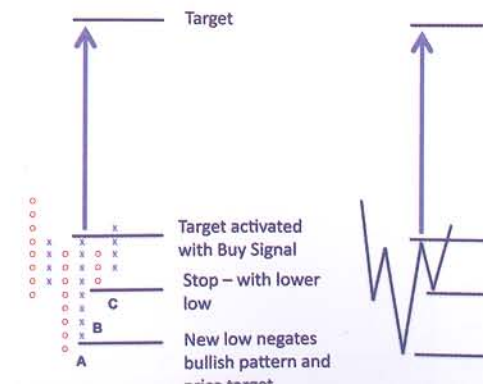 Target
Target activated
with Buy Signal
Stop – with lower
low
C
B
A
New low negates
bullish pattern and